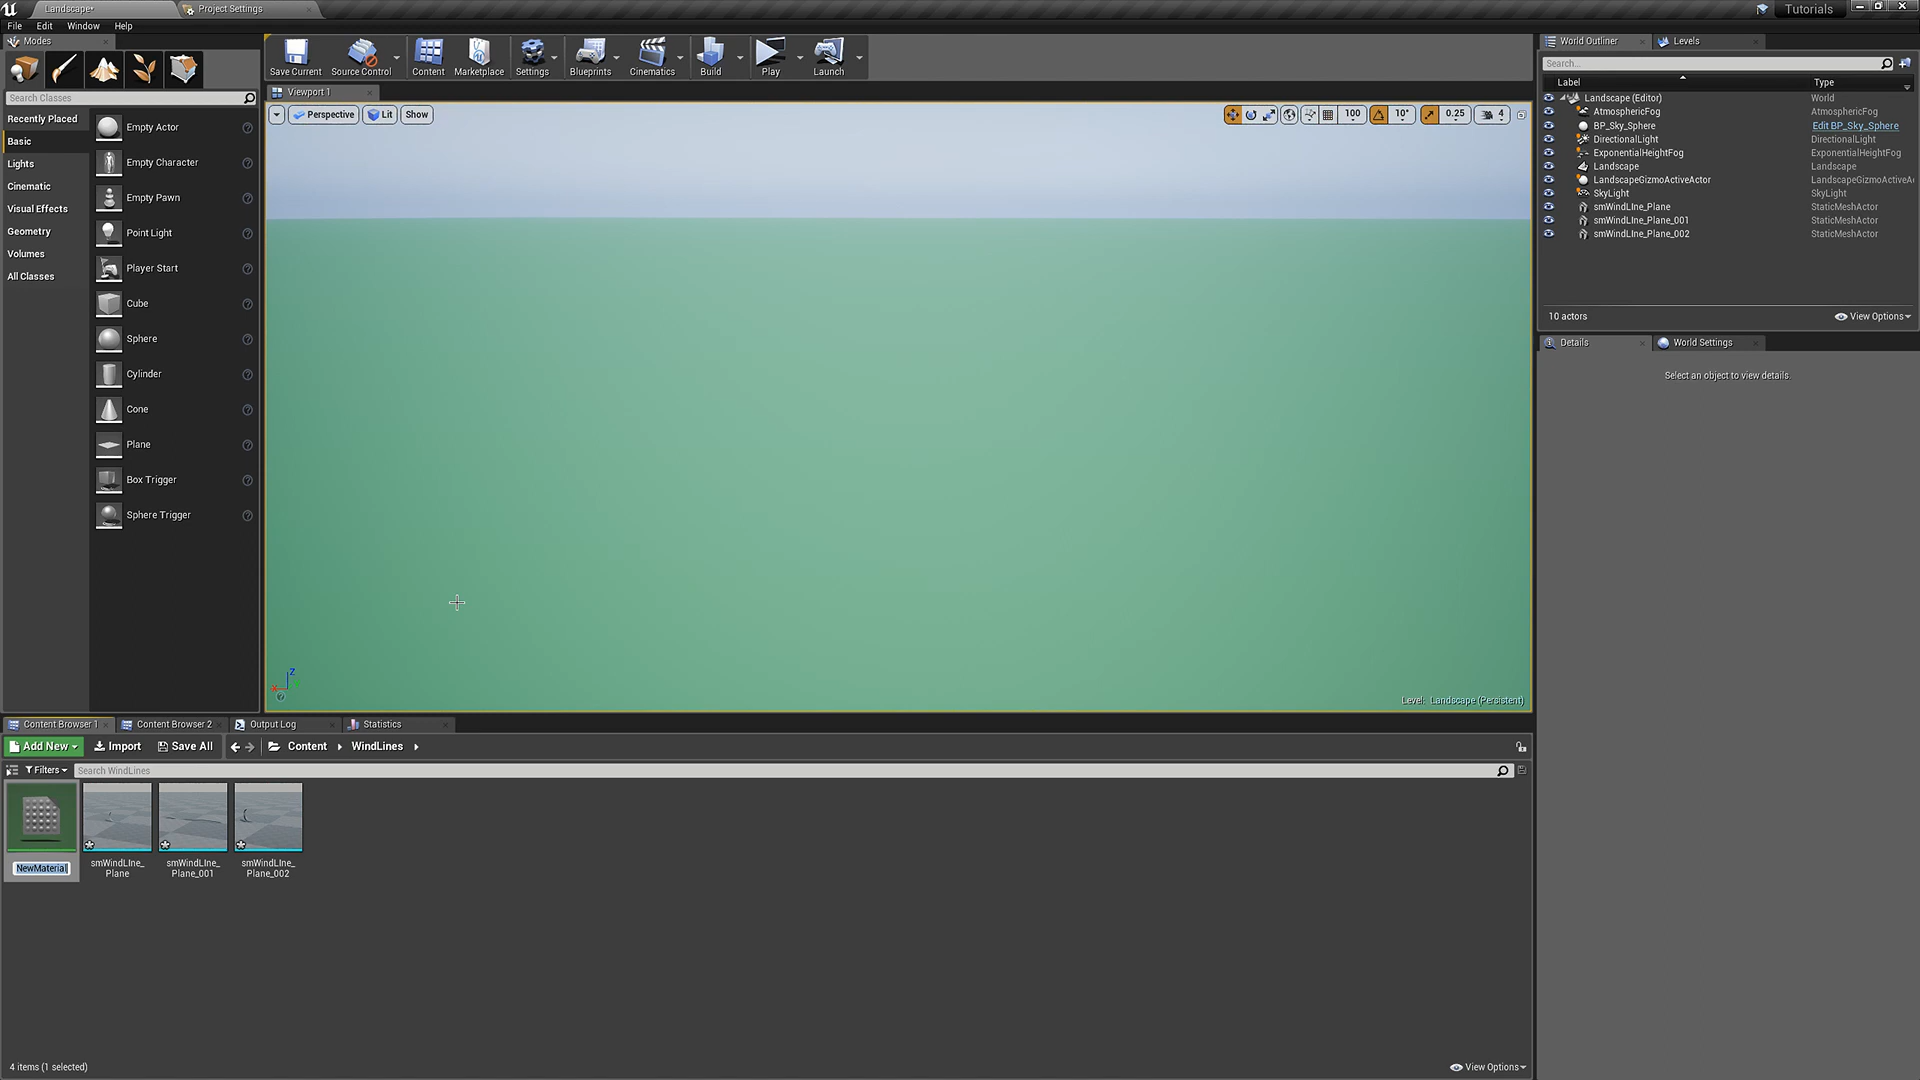 Landscape*
Project Settings
Tutorials
File Edit Window Help
Modes
Search Classes
Recently Placed
Basic
Lights
Cinematic
Visual Effects
Geometry
Volumes
All Classes
Empty Actor
Empty Character
Empty Pawn
Point Light
Player Start
Cube
Sphere
Cylinder
Cone
Plane
Box Trigger
Sphere Trigger
Save Current
Source Control
Content
Marketplace
Settings
Blueprints
Cinematics
Build
Play
Launch
Viewport 1
Perspective Lit Show
100 10° 0.25 4
Z
X
Level: Landscape (Persistent)
World Outliner Levels
Search...
Label Type
Landscape (Editor) World
AtmosphericFog AtmosphericFog
BP_Sky_Sphere Edit BP_Sky_Sphere
DirectionalLight DirectionalLight
ExponentialHeightFog ExponentialHeightFog
Landscape Landscape
LandscapeGizmoActiveActor LandscapeGizmoActiveA
SkyLight SkyLight
smWindLIne_Plane StaticMeshActor
smWindLIne_Plane_001 StaticMeshActor
smWindLIne_Plane_002 StaticMeshActor
10 actors View Options
Details World Settings
Select an object to view details.
Content Browser 1 Content Browser 2 Output Log Statistics
Add New Import Save All Content WindLines
Filters Search WindLines
NewMaterial
smWindLIne_
Plane
smWindLIne_
Plane_001
smWindLIne_
Plane_002
4 items (1 selected) View Options